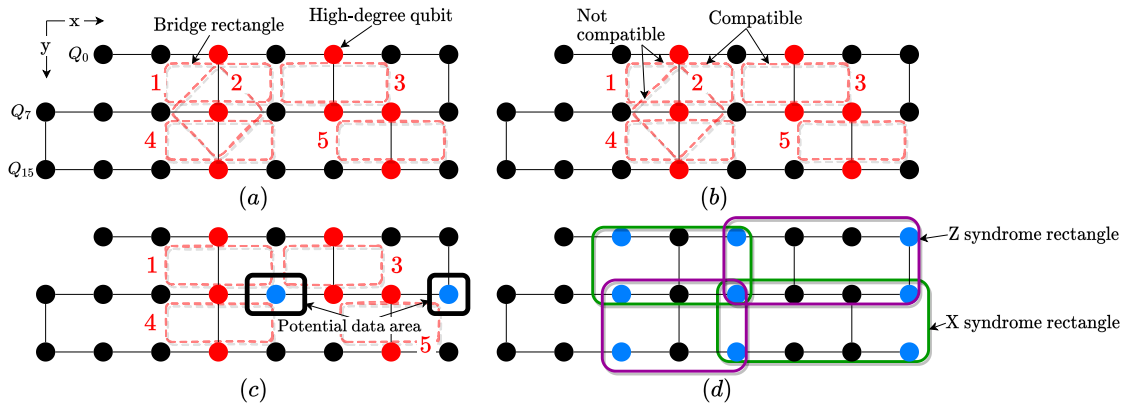 x
y
Bridge rectangle
High-degree qubit
Q0
1
2
3
Q7
4
5
Q15
(a)
Not
compatible
Compatible
1
2
3
4
5
(b)
1
3
4
Potential data area
5
(c)
Z syndrome rectangle
X syndrome rectangle
(d)